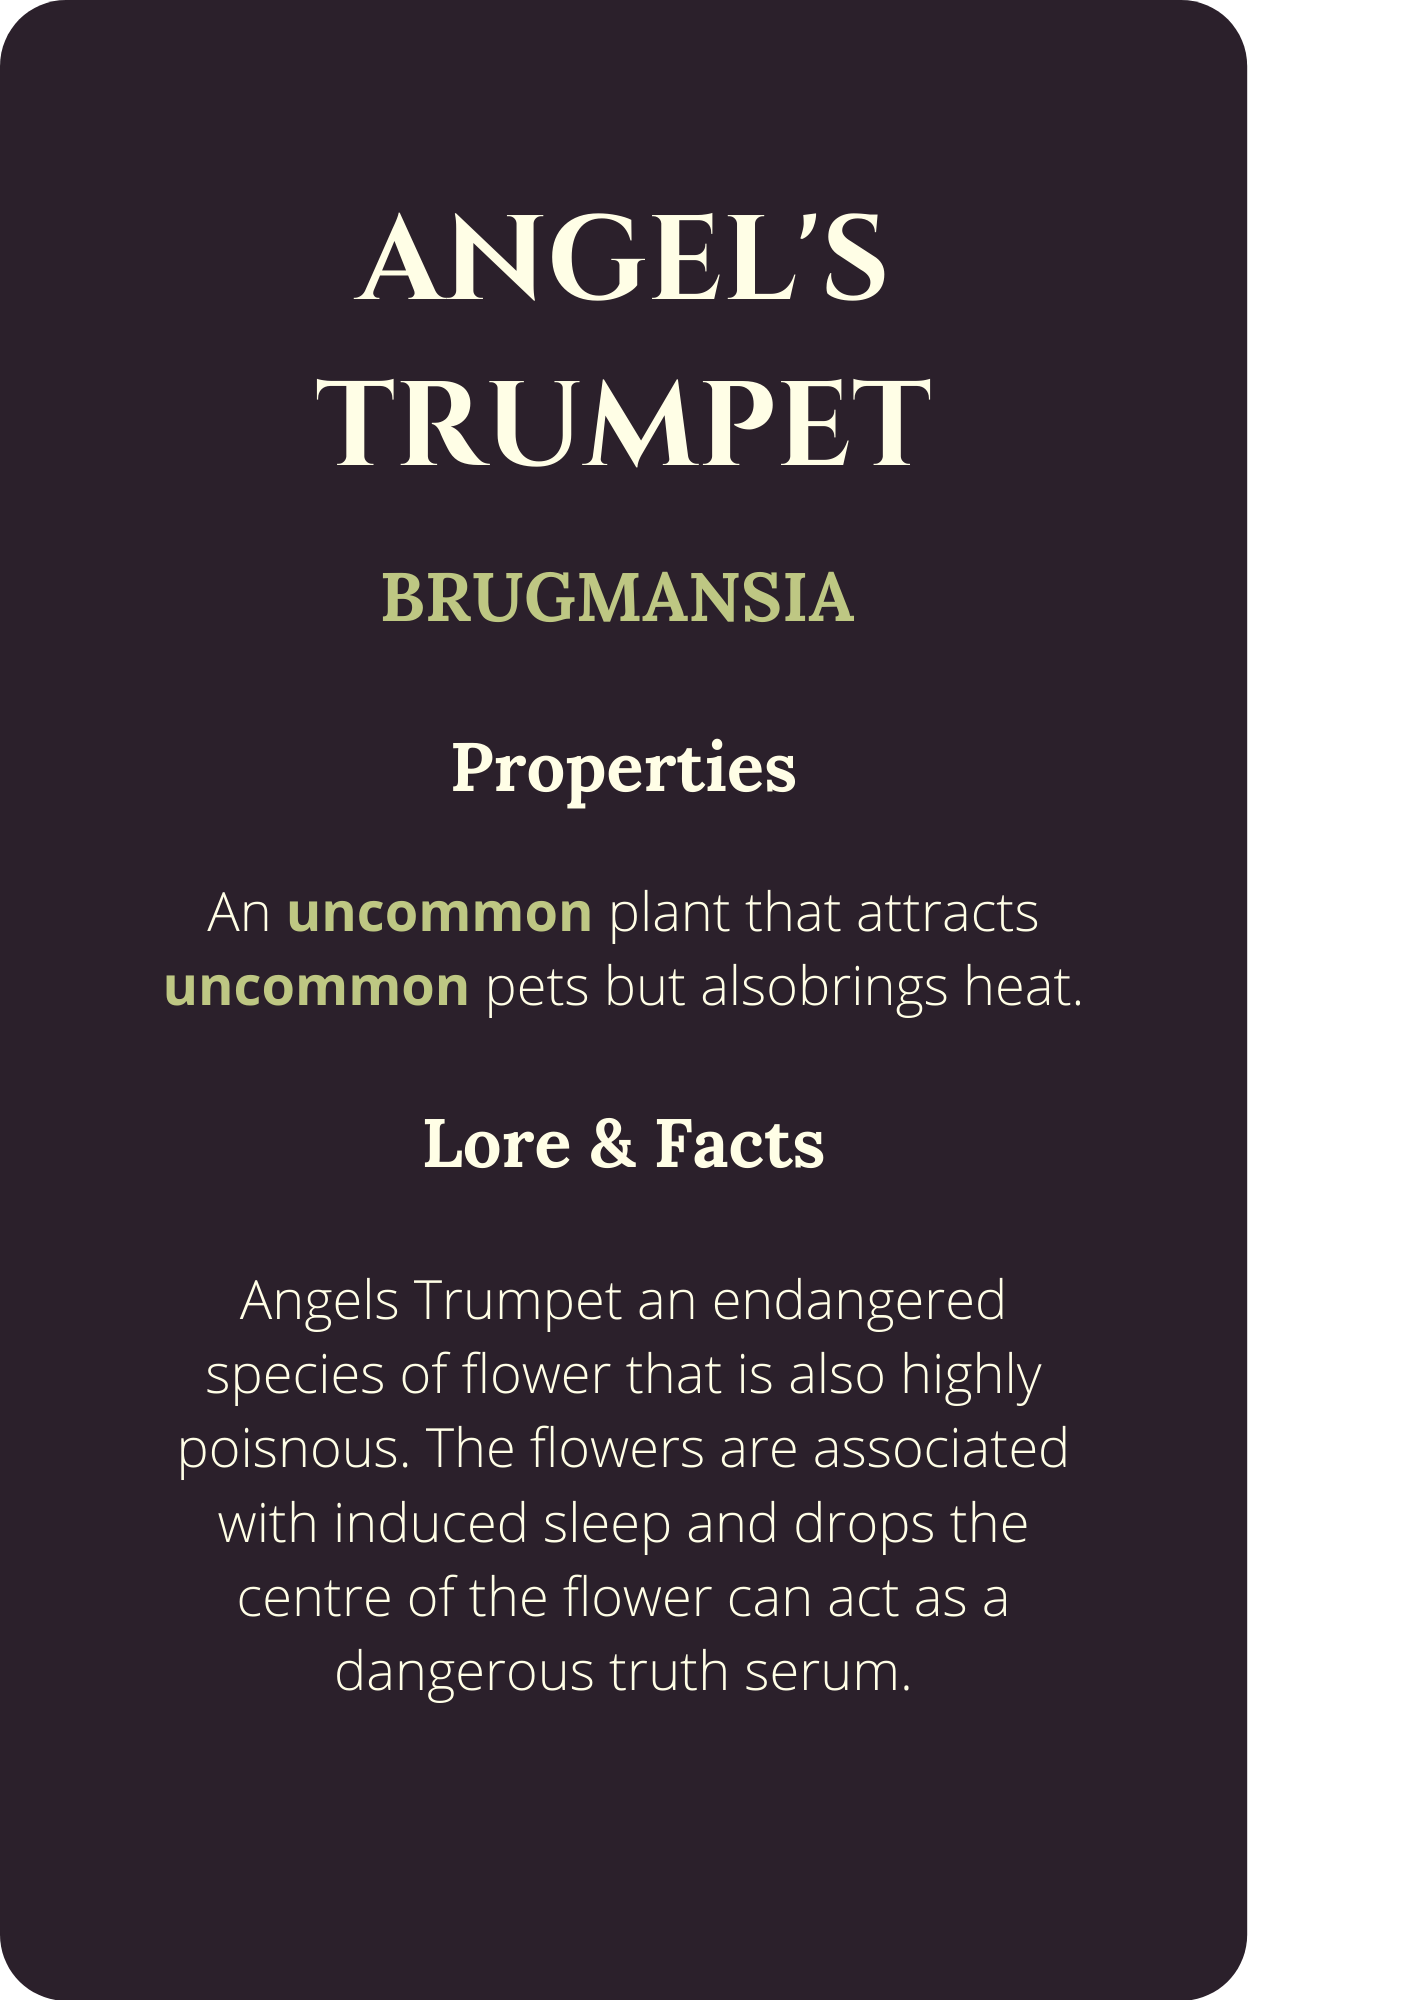 ANGEL'S
TRUMPET
BRUGMANSIA
Properties
An uncommon plant that attracts
uncommon pets but alsobrings heat.
Lore & Facts
Angels Trumpet an endangered
species of flower that is also highly
poisnous. The flowers are associated
with induced sleep and drops the
centre of the flower can act as a
dangerous truth serum.